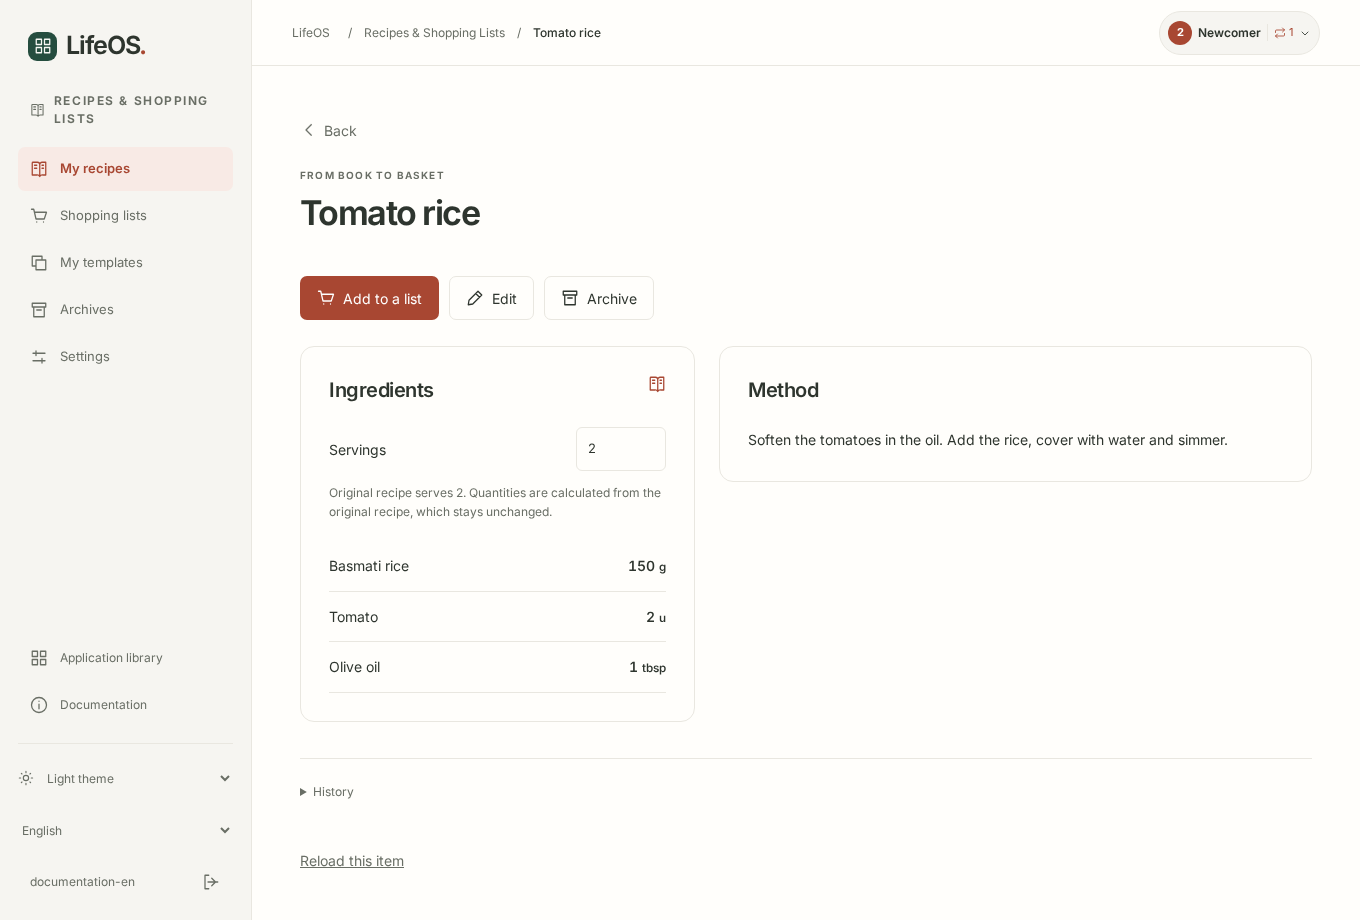 LifeOS.
RECIPES & SHOPPING
LISTS
My recipes
Shopping lists
My templates
Archives
Settings
Application library
Documentation
Light theme
English
documentation-en
LifeOS / Recipes & Shopping Lists / Tomato rice
2 Newcomer 1
Back
FROM BOOK TO BASKET
Tomato rice
Add to a list
Edit
Archive
Ingredients
Servings 2
Original recipe serves 2. Quantities are calculated from the
original recipe, which stays unchanged.
Basmati rice 150 g
Tomato 2 u
Olive oil 1 tbsp
Method
Soften the tomatoes in the oil. Add the rice, cover with water and simmer.
History
Reload this item